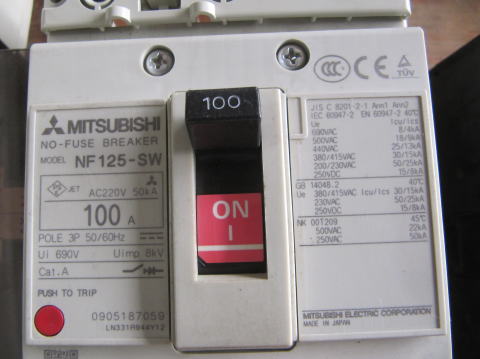 MITSUBISHI
NO-FUSE BREAKER
MODEL NF125-SW
JET
AC220V 50kA
100 A
POLE 3P 50/60Hz
Ui 690V Uimp 8kV
Cat.A
PUSH TO TRIP
0905187059
LN331R944Y12
100
ON
I
CCC CE TÜV
JIS C 8201-2-1 Ann1 Ann2
IEC 60947-2 EN 60947-2 40℃
Ue Icu/Ics
690VAC 8/4kA
500VAC 18/9kA
440VAC 25/13kA
380/415VAC 30/15kA
200/230VAC 50/25kA
250VDC 15/8kA
GB 14048.2 40℃
Ue 380/415VAC Icu/Ics 30/15kA
230VAC 50/25kA
250VDC 15/8kA
NK 00T209 45℃
500VAC 22kA
250VAC 50kA
MITSUBISHI ELECTRIC CORPORATION
MADE IN JAPAN